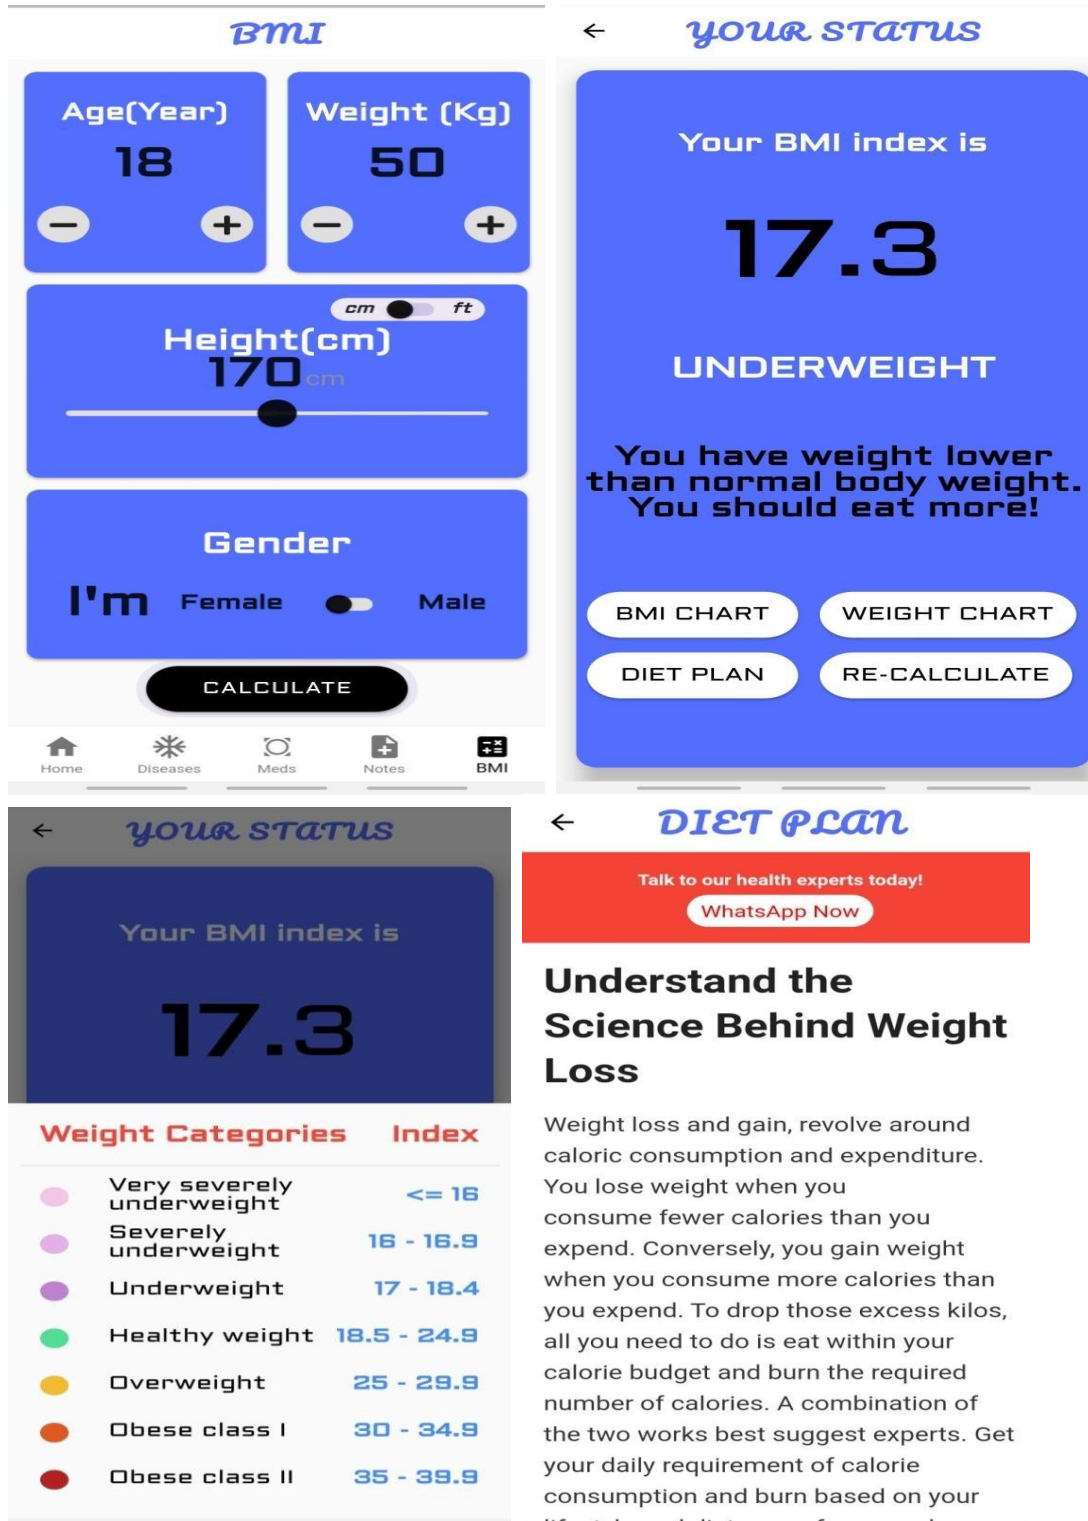 BMI
Age(Year)
18
Weight (Kg)
50
cm ft
Height(cm)
170 cm
Gender
I'm Female Male
CALCULATE
Home Diseases Meds Notes BMI
YOUR STATUS
Your BMI index is
17.3
UNDERWEIGHT
You have weight lower
than normal body weight.
You should eat more!
BMI CHART WEIGHT CHART
DIET PLAN RE-CALCULATE
YOUR STATUS
Your BMI index is
17.3
Weight Categories Index
Very severely
underweight <= 16
Severely
underweight 16 - 16.9
Underweight 17 - 18.4
Healthy weight 18.5 - 24.9
Overweight 25 - 29.9
Obese class I 30 - 34.9
Obese class II 35 - 39.9
DIET PLAN
Talk to our health experts today!
WhatsApp Now
Understand the
Science Behind Weight
Loss
Weight loss and gain, revolve around
caloric consumption and expenditure.
You lose weight when you
consume fewer calories than you
expend. Conversely, you gain weight
when you consume more calories than
you expend. To drop those excess kilos,
all you need to do is eat within your
calorie budget and burn the required
number of calories. A combination of
the two works best suggest experts. Get
your daily requirement of calorie
consumption and burn based on your